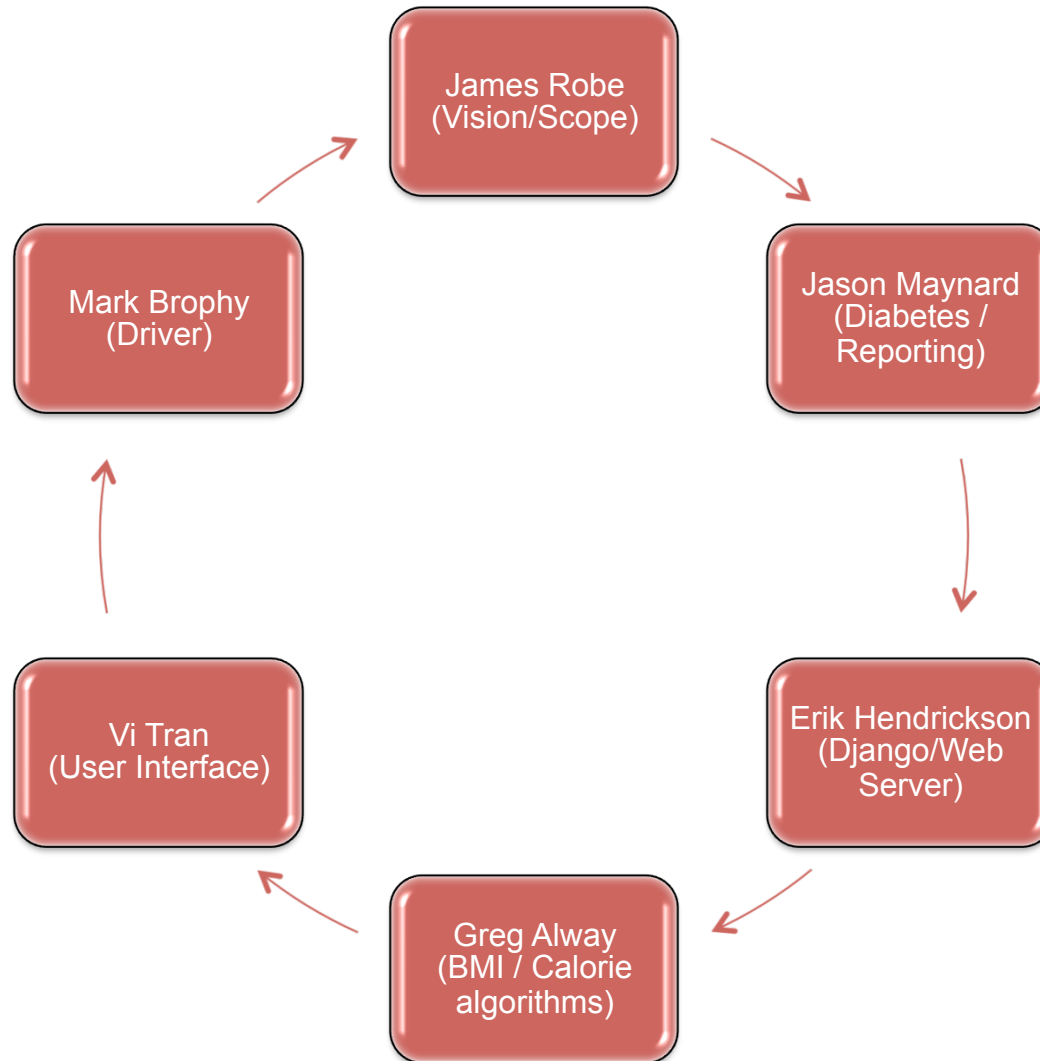 James Robe
(Vision/Scope)
Jason Maynard
(Diabetes /
Reporting)
Erik Hendrickson
(Django/Web
Server)
Greg Alway
(BMI / Calorie
algorithms)
Vi Tran
(User Interface)
Mark Brophy
(Driver)